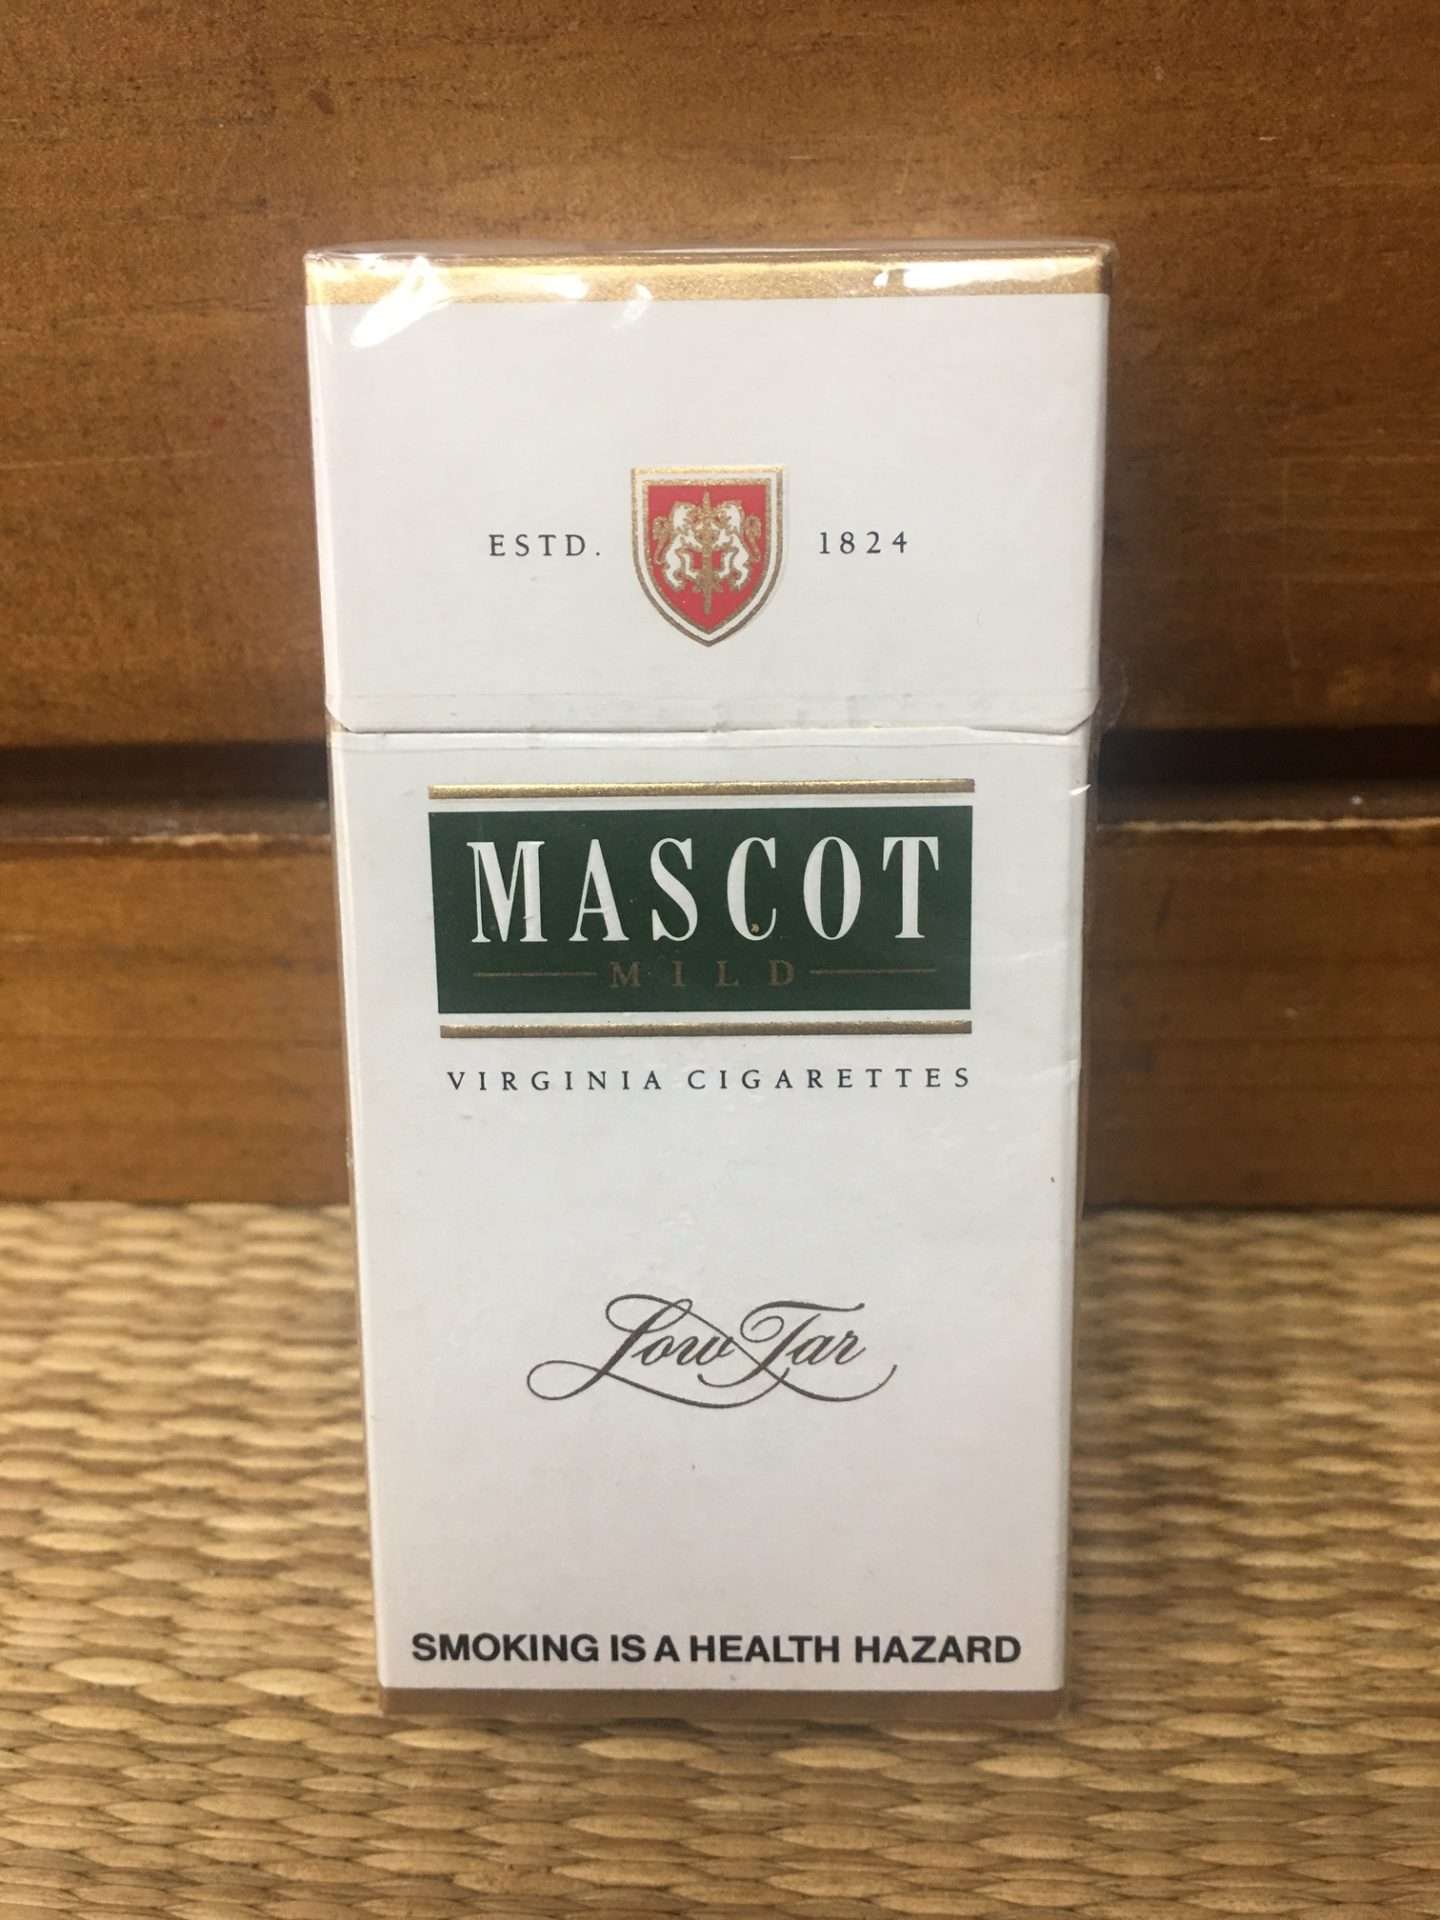 ESTD. 1824
MASCOT
MILD
VIRGINIA CIGARETTES
Low Tar
SMOKING IS A HEALTH HAZARD